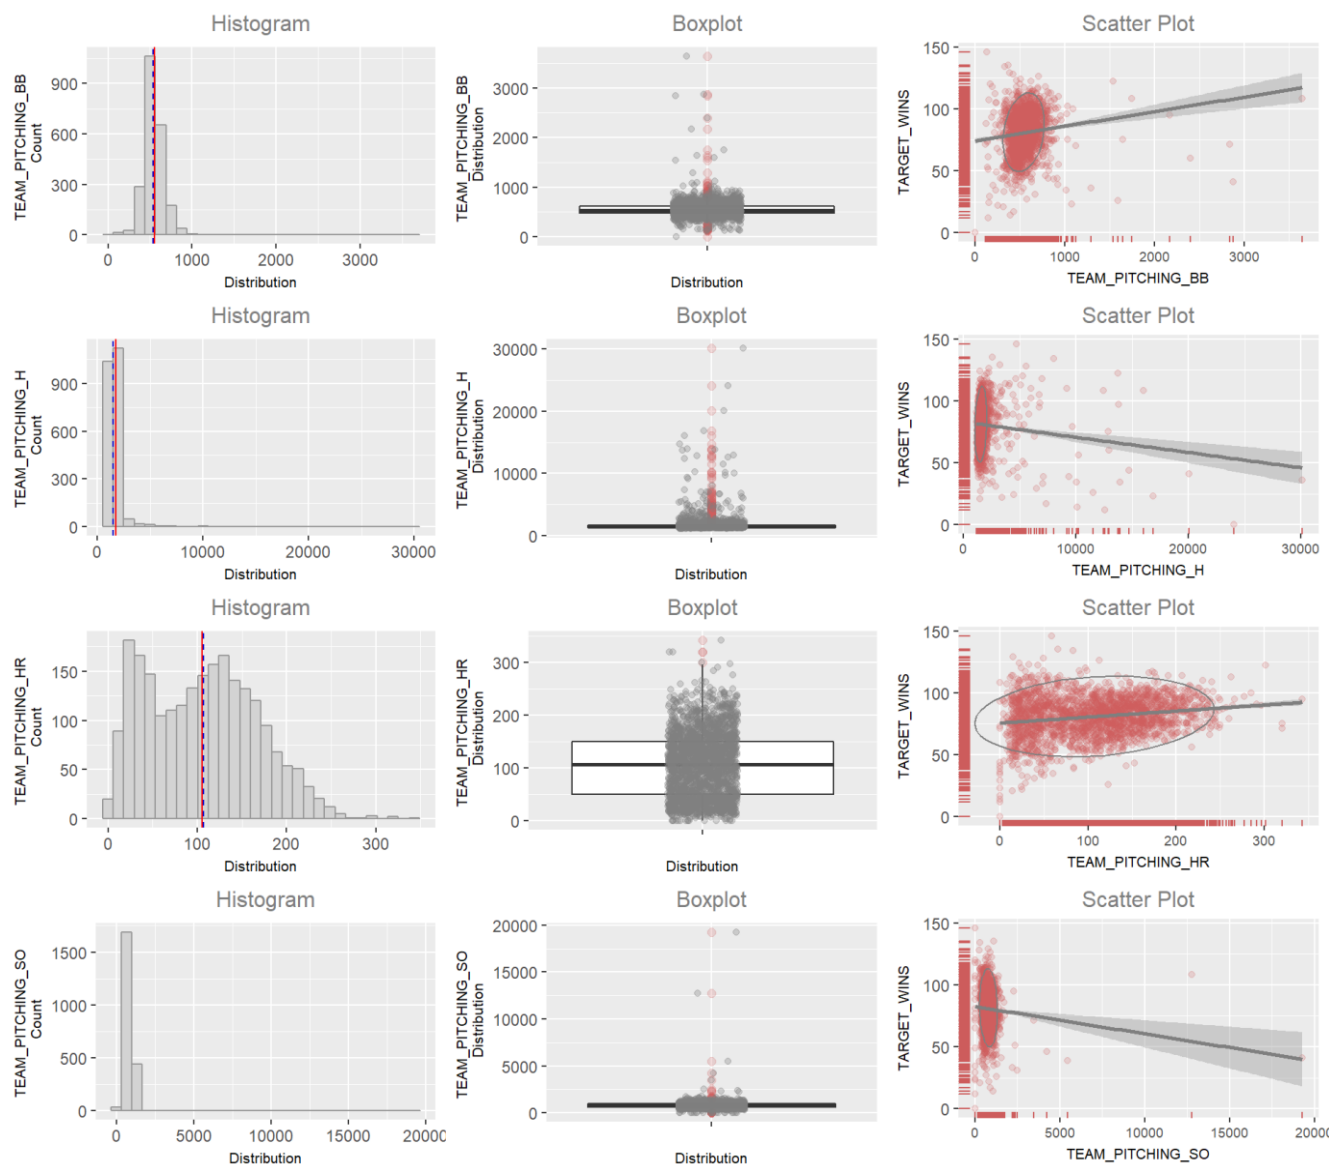 Histogram
TEAM_PITCHING_BB
Count
900
600
300
0
0 1000 2000 3000
Distribution
Boxplot
TEAM_PITCHING_BB
Distribution
3000
2000
1000
0
Distribution
Scatter Plot
TARGET_WINS
150
100
50
0
0 1000 2000 3000
TEAM_PITCHING_BB
Histogram
TEAM_PITCHING_H
Count
900
600
300
0
0 10000 20000 30000
Distribution
Boxplot
TEAM_PITCHING_H
Distribution
30000
20000
10000
0
Distribution
Scatter Plot
TARGET_WINS
150
100
50
0
0 10000 20000 30000
TEAM_PITCHING_H
Histogram
TEAM_PITCHING_HR
Count
150
100
50
0
0 100 200 300
Distribution
Boxplot
TEAM_PITCHING_HR
Distribution
300
200
100
0
Distribution
Scatter Plot
TARGET_WINS
150
100
50
0
0 100 200 300
TEAM_PITCHING_HR
Histogram
TEAM_PITCHING_SO
Count
1500
1000
500
0
0 5000 10000 15000 20000
Distribution
Boxplot
TEAM_PITCHING_SO
Distribution
20000
15000
10000
5000
0
Distribution
Scatter Plot
TARGET_WINS
150
100
50
0
0 5000 10000 15000 20000
TEAM_PITCHING_SO